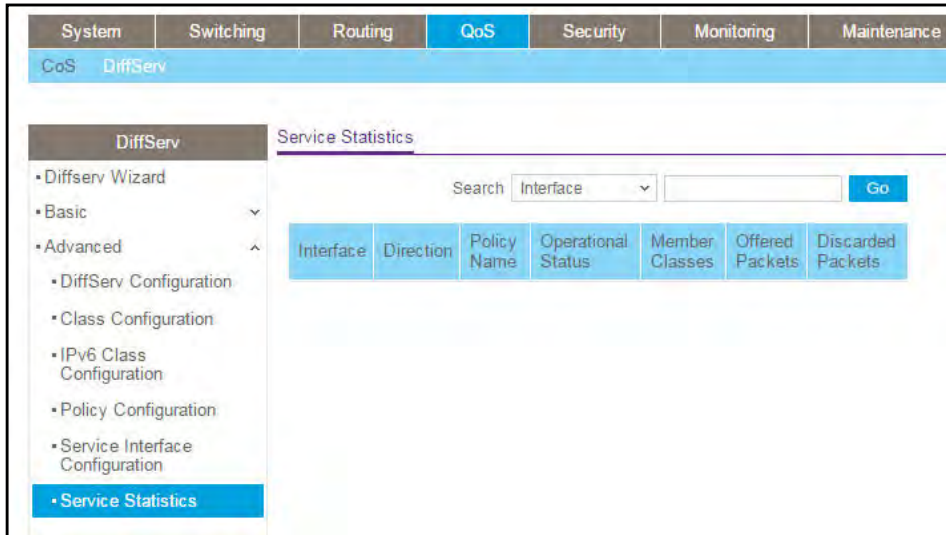 System Switching Routing QoS Security Monitoring Maintenance
CoS DiffServ
DiffServ
Diffserv Wizard
Basic
Advanced
DiffServ Configuration
Class Configuration
IPv6 Class
Configuration
Policy Configuration
Service Interface
Configuration
Service Statistics
Service Statistics
Search Interface Go
Interface Direction Policy Name Operational Status Member Classes Offered Packets Discarded Packets